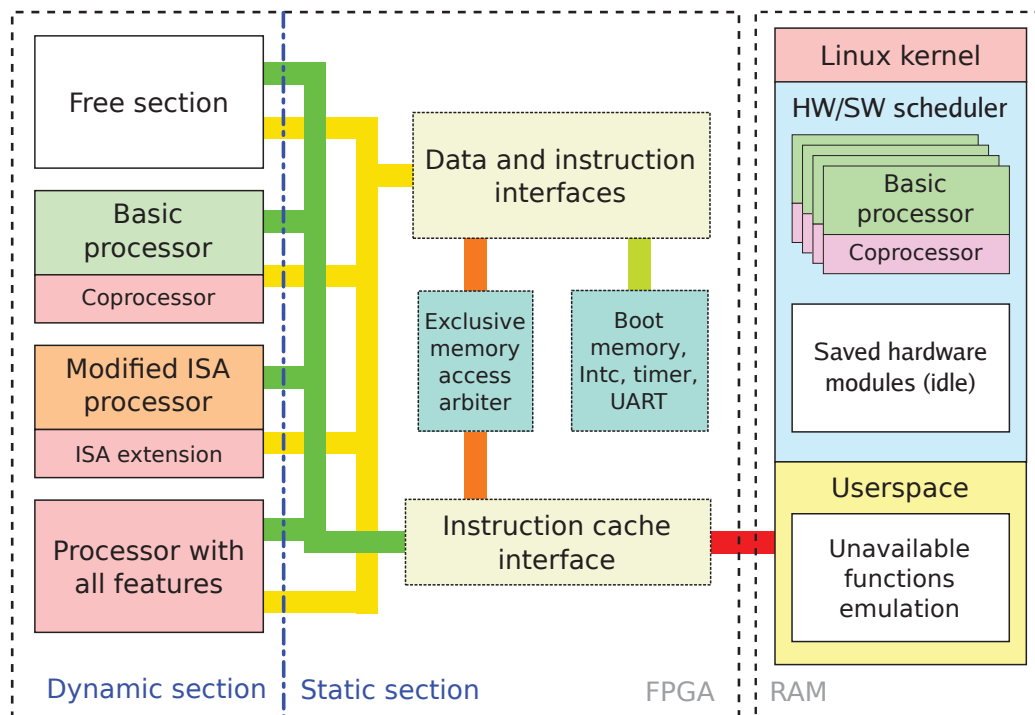 Free section
Basic
processor
Coprocessor
Modified ISA
processor
ISA extension
Processor with
all features
Dynamic section
Data and instruction
interfaces
Exclusive
memory
access
arbiter
Boot
memory,
Intc, timer,
UART
Instruction cache
interface
Static section
FPGA
Linux kernel
HW/SW scheduler
Basic
processor
Coprocessor
Saved hardware
modules (idle)
Userspace
Unavailable
functions
emulation
RAM